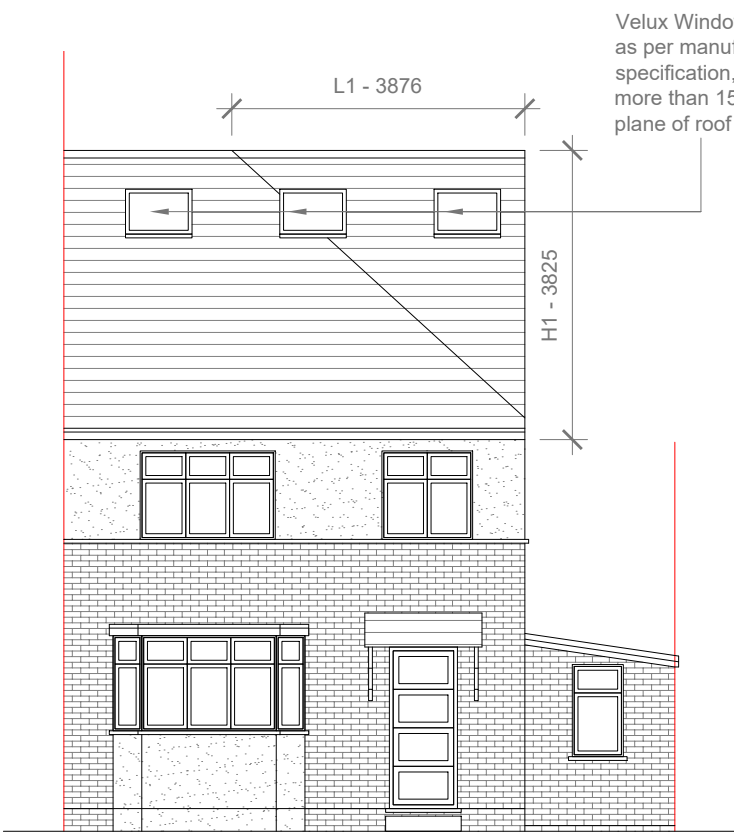 Velux Windo
as per manuf
specification,
more than 15
plane of roof
L1 - 3876
H1 - 3825